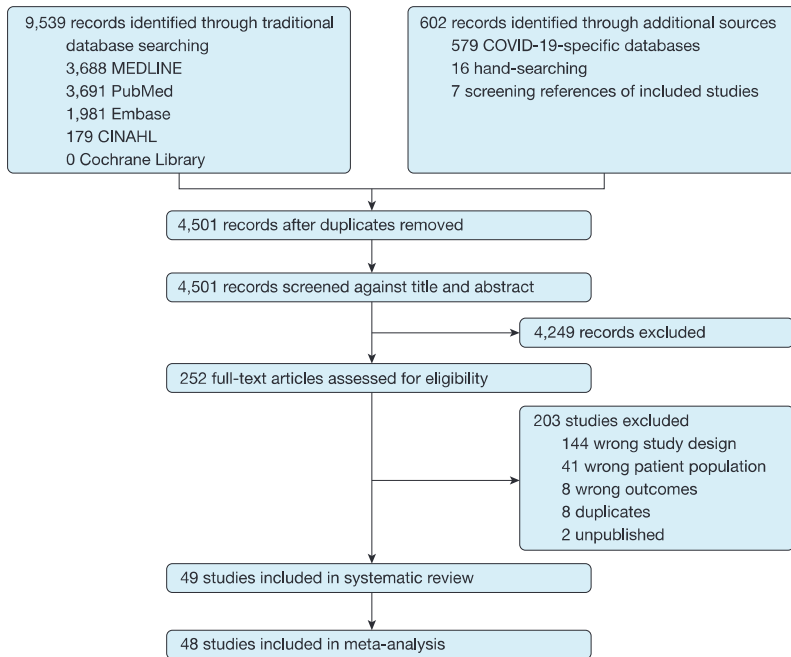 9,539 records identified through traditional
database searching
3,688 MEDLINE
3,691 PubMed
1,981 Embase
179 CINAHL
0 Cochrane Library
602 records identified through additional sources
579 COVID-19-specific databases
16 hand-searching
7 screening references of included studies
4,501 records after duplicates removed
4,501 records screened against title and abstract
4,249 records excluded
252 full-text articles assessed for eligibility
203 studies excluded
144 wrong study design
41 wrong patient population
8 wrong outcomes
8 duplicates
2 unpublished
49 studies included in systematic review
48 studies included in meta-analysis